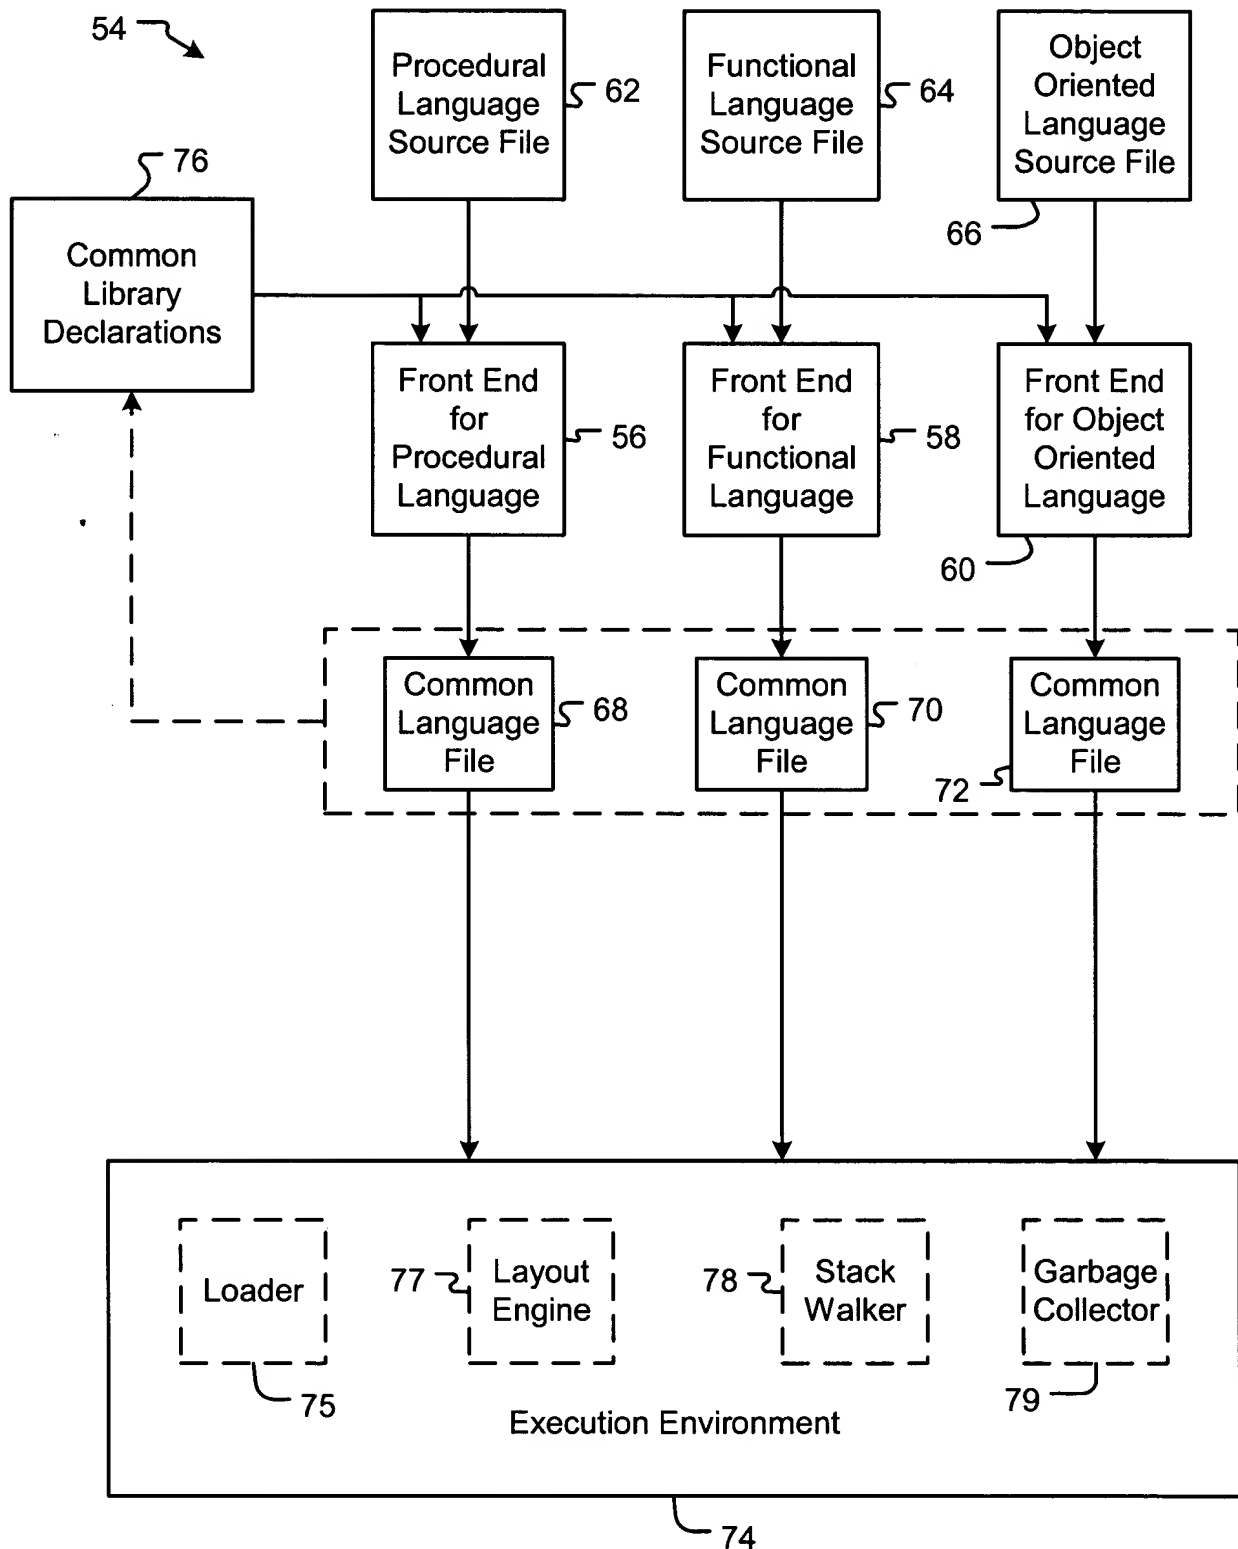 54
Procedural
Language
Source File
62
Functional
Language
Source File
64
Object
Oriented
Language
Source File
66
76
Common
Library
Declarations
Front End
for
Procedural
Language
56
Front End
for
Functional
Language
58
Front End
for Object
Oriented
Language
60
Common
Language
File
68
Common
Language
File
70
Common
Language
File
72
Loader
75
77
Layout
Engine
78
Stack
Walker
Garbage
Collector
79
Execution Environment
74